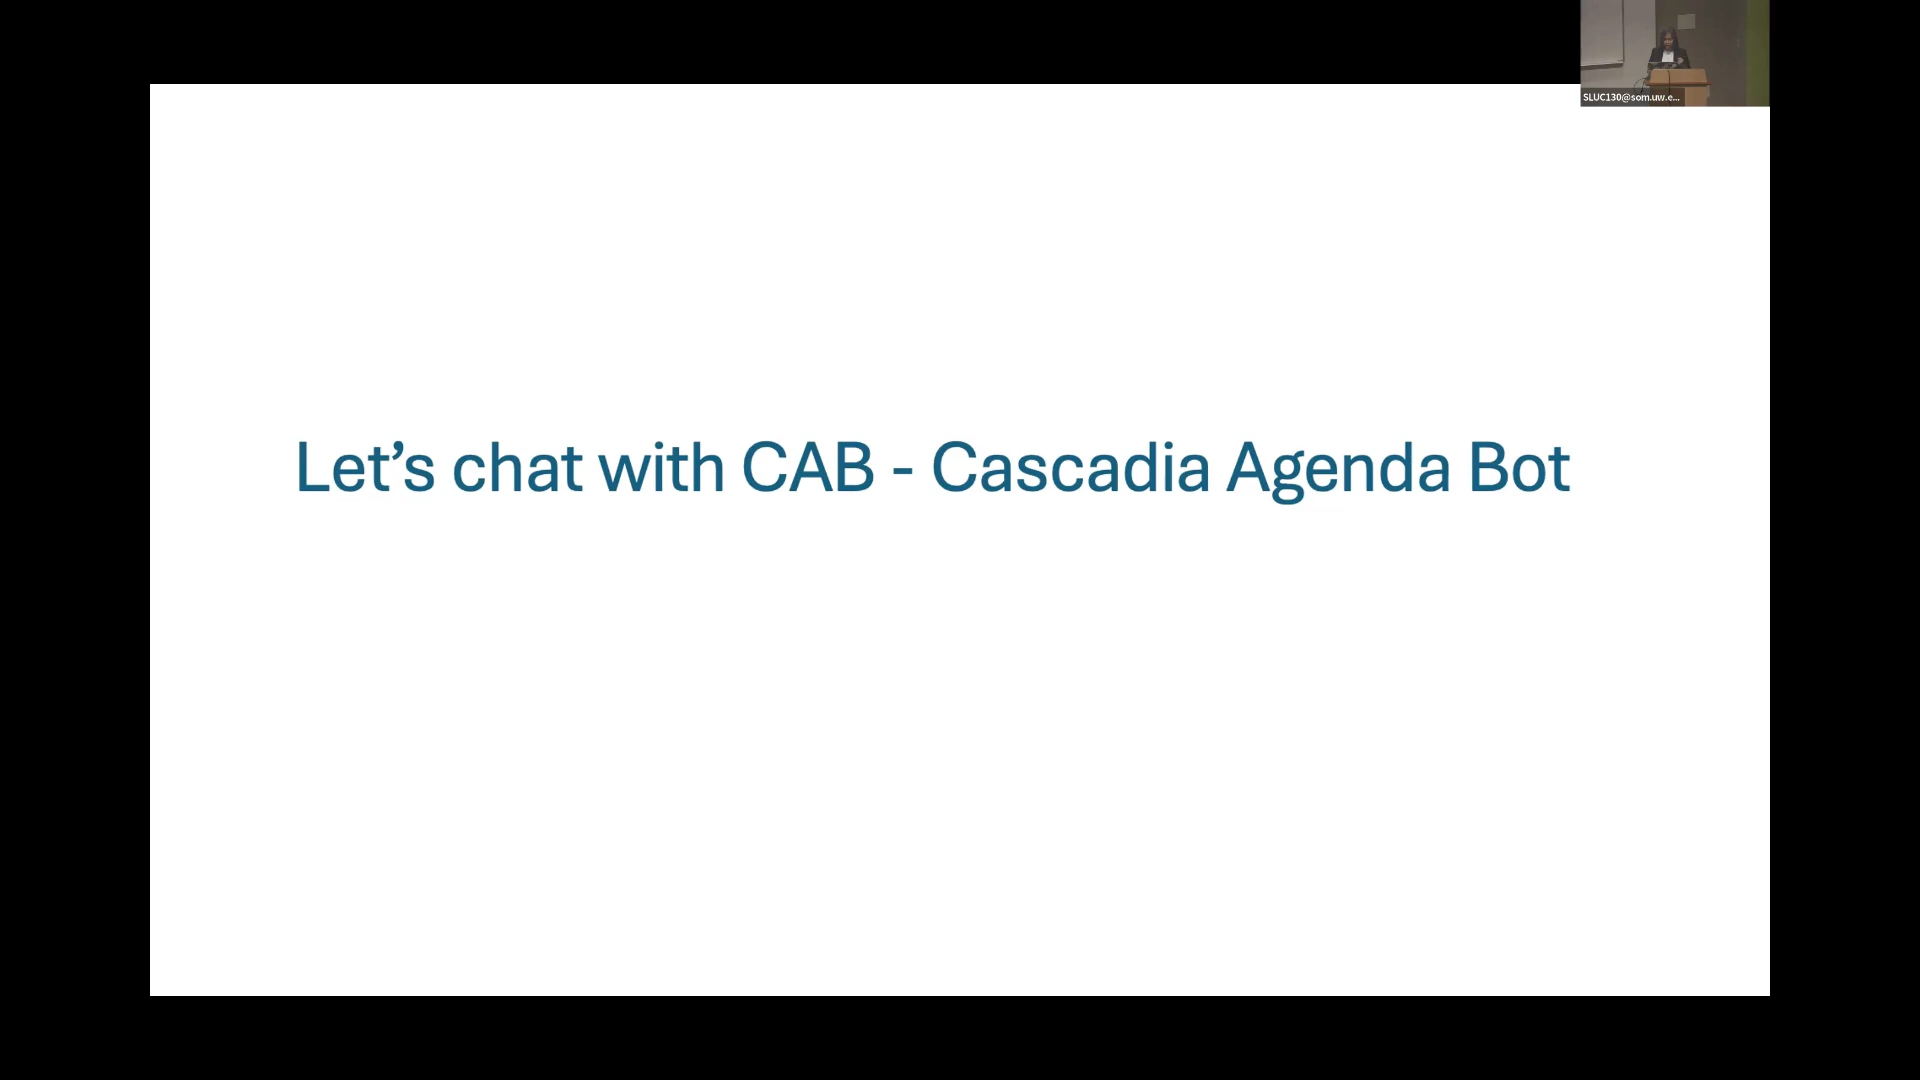 SLUC130@som.uw.e...
Let’s chat with CAB - Cascadia Agenda Bot